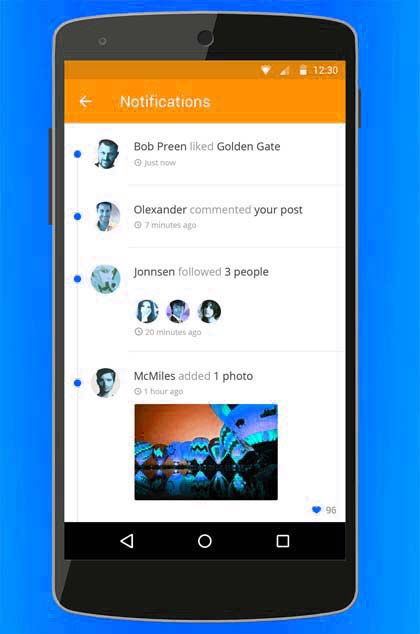 12:30
Notifications
Bob Preen liked Golden Gate
Just now
Olexander commented your post
7 minutes ago
Jonnsen followed 3 people
20 minutes ago
McMiles added 1 photo
1 hour ago
96